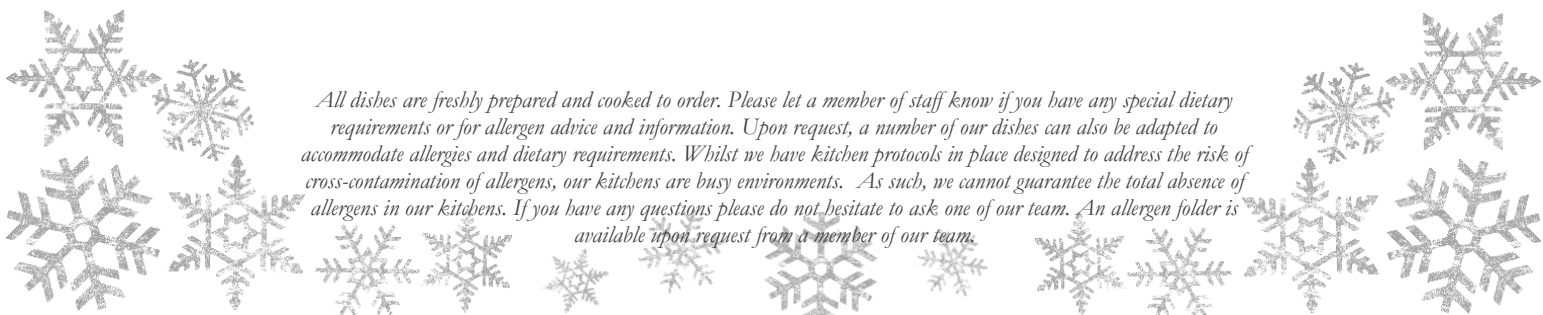 All dishes are freshly prepared and cooked to order. Please let a member of staff know if you have any special dietary
requirements or for allergen advice and information. Upon request, a number of our dishes can also be adapted to
accommodate allergies and dietary requirements. Whilst we have kitchen protocols in place designed to address the risk of
cross-contamination of allergens, our kitchens are busy environments.  As such, we cannot guarantee the total absence of
allergens in our kitchens. If you have any questions please do not hesitate to ask one of our team. An allergen folder is
available upon request from a member of our team.